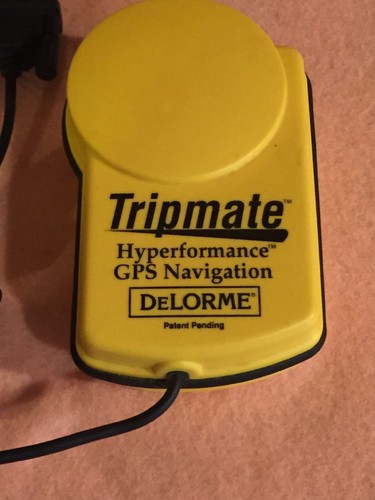 Tripmate™
Hyperformance™
GPS Navigation
DELORME®
Patent Pending